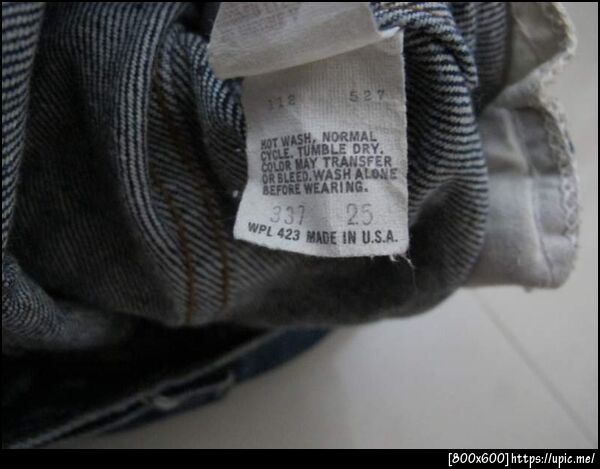 118 527
HOT WASH, NORMAL
CYCLE. TUMBLE DRY.
COLOR MAY TRANSFER
OR BLEED. WASH ALONE
BEFORE WEARING.
337 25
WPL 423 MADE IN U.S.A.
[800x600]https://upic.me/